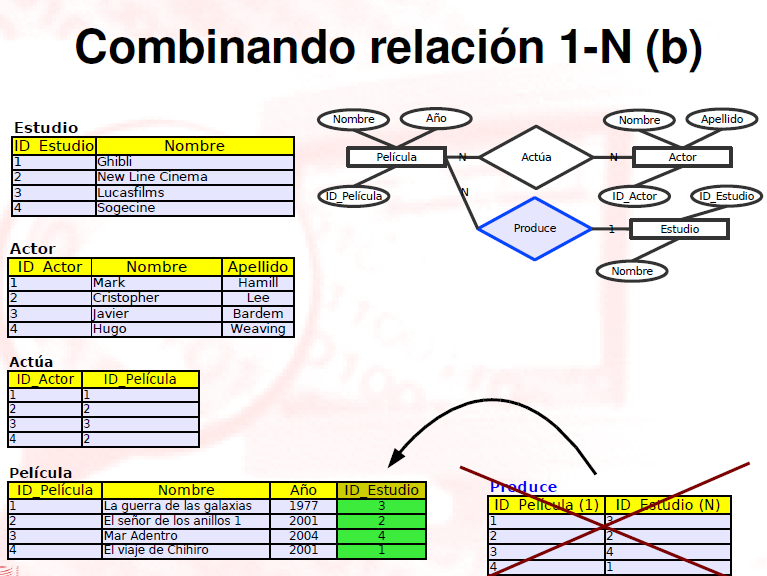 Combinando relación 1-N (b)
Estudio
ID_Estudio Nombre
1 Ghibli
2 New Line Cinema
3 Lucasfilms
4 Sogecine
Nombre Año Nombre Apellido
Película N Actúa N Actor
ID_Película N ID_Actor ID_Estudio
Produce 1 Estudio
Nombre
Actor
ID_Actor Nombre Apellido
1 Mark Hamill
2 Cristopher Lee
3 Javier Bardem
4 Hugo Weaving
Actúa
ID_Actor ID_Película
1 1
2 2
3 3
4 2
Película
ID_Película Nombre Año ID_Estudio
1 La guerra de las galaxias 1977 3
2 El señor de los anillos 1 2001 2
3 Mar Adentro 2004 4
4 El viaje de Chihiro 2001 1
Produce
ID_Película (1) ID_Estudio (N)
1 3
2 2
3 4
4 1